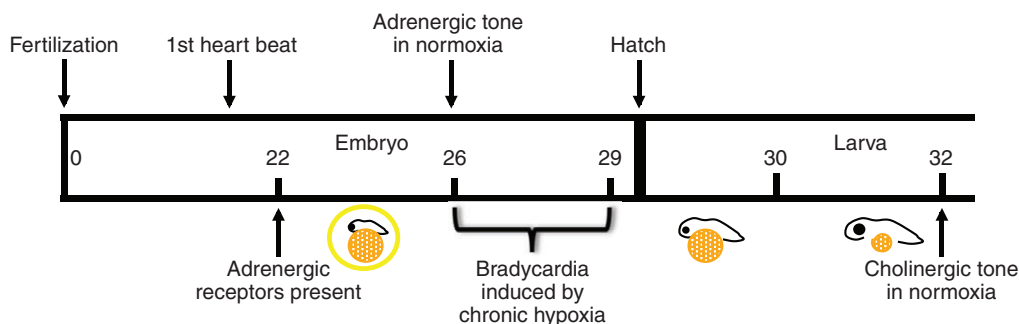 Fertilization
1st heart beat
Adrenergic tone
in normoxia
Hatch
Embryo
Larva
0
22
26
29
30
32
Adrenergic
receptors present
Bradycardia
induced by
chronic hypoxia
Cholinergic tone
in normoxia